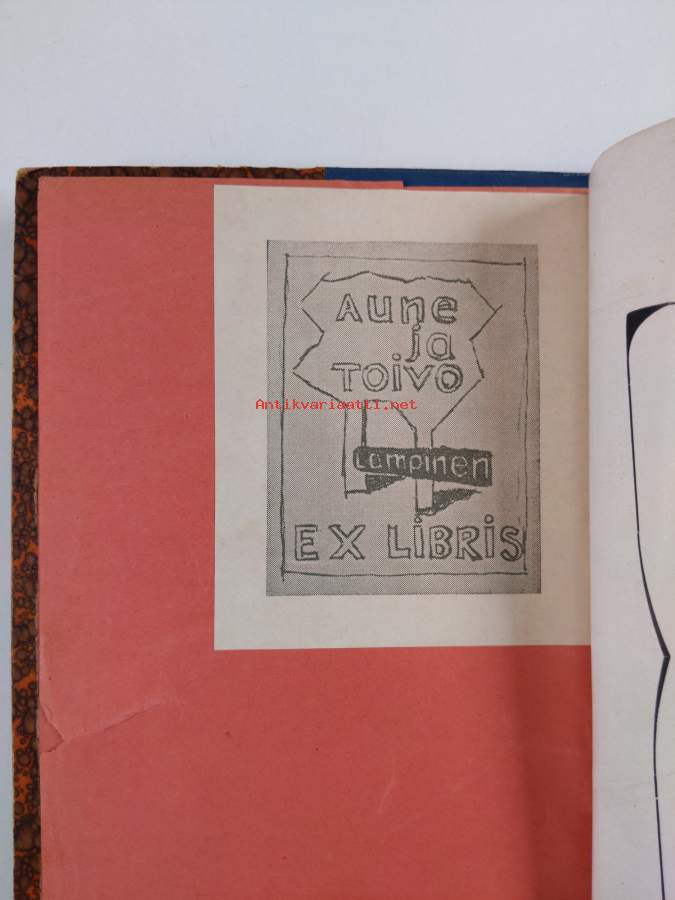 Aune
ja
Toivo
Antikvariaatti.net
Lampinen
EX LIBRIS